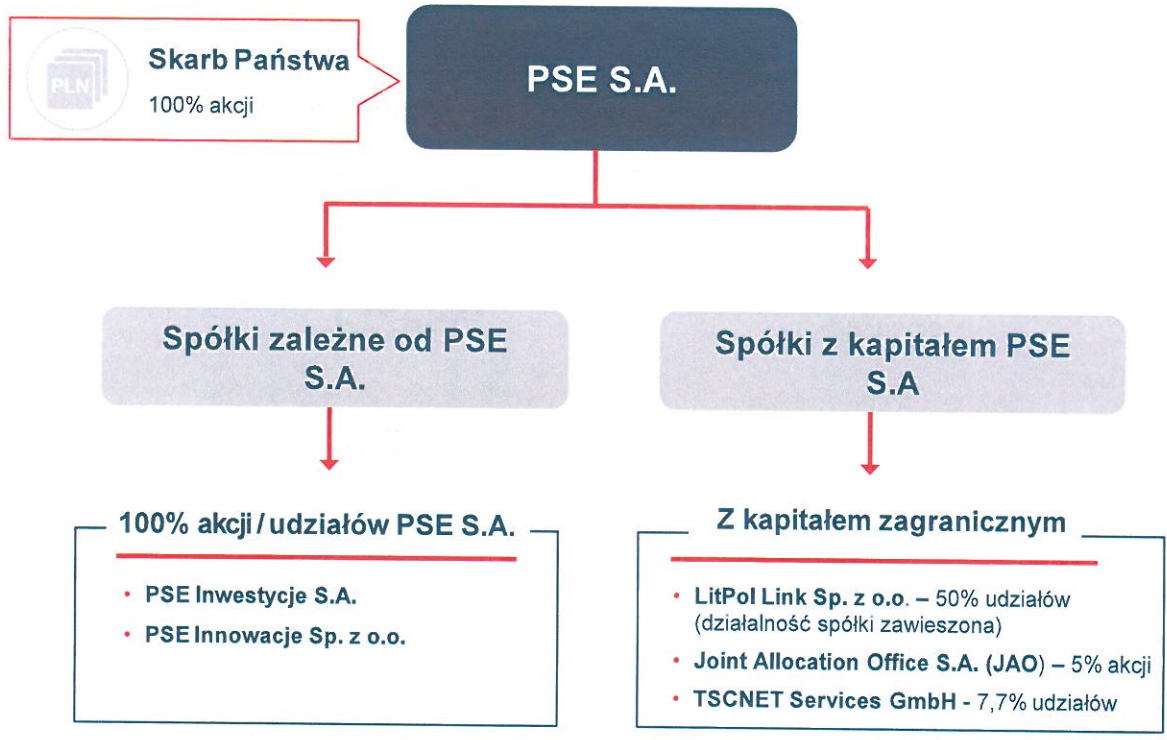 PLN
Skarb Państwa
100% akcji
PSE S.A.
Spółki zależne od PSE
S.A.
Spółki z kapitałem PSE
S.A
100% akcji / udziałów PSE S.A.
• PSE Inwestycje S.A.
• PSE Innowacje Sp. z o.o.
Z kapitałem zagranicznym
• LitPol Link Sp. z o.o. – 50% udziałów
(działalność spółki zawieszona)
• Joint Allocation Office S.A. (JAO) – 5% akcji
• TSCNET Services GmbH - 7,7% udziałów